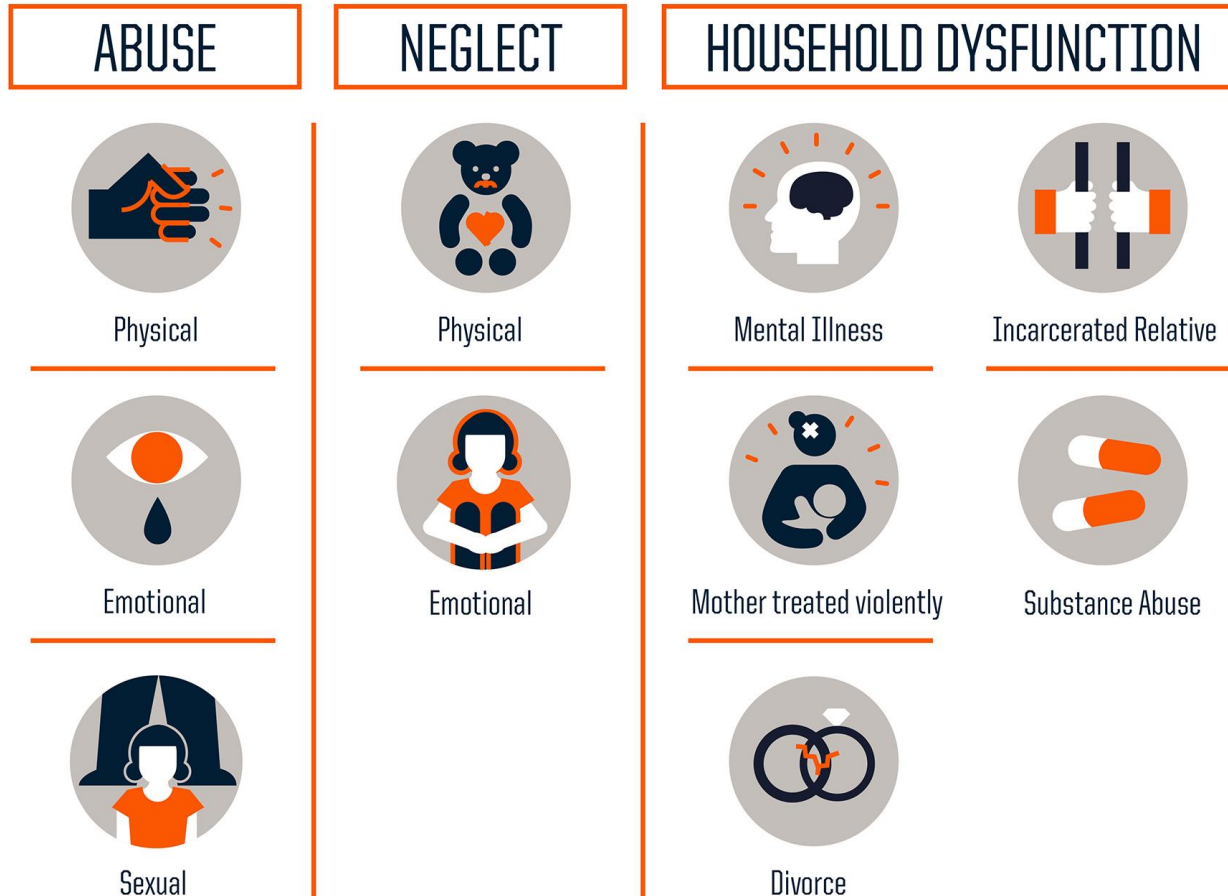 ABUSE
Physical
Emotional
Sexual
NEGLECT
Physical
Emotional
HOUSEHOLD DYSFUNCTION
Mental Illness
Incarcerated Relative
Mother treated violently
Substance Abuse
Divorce